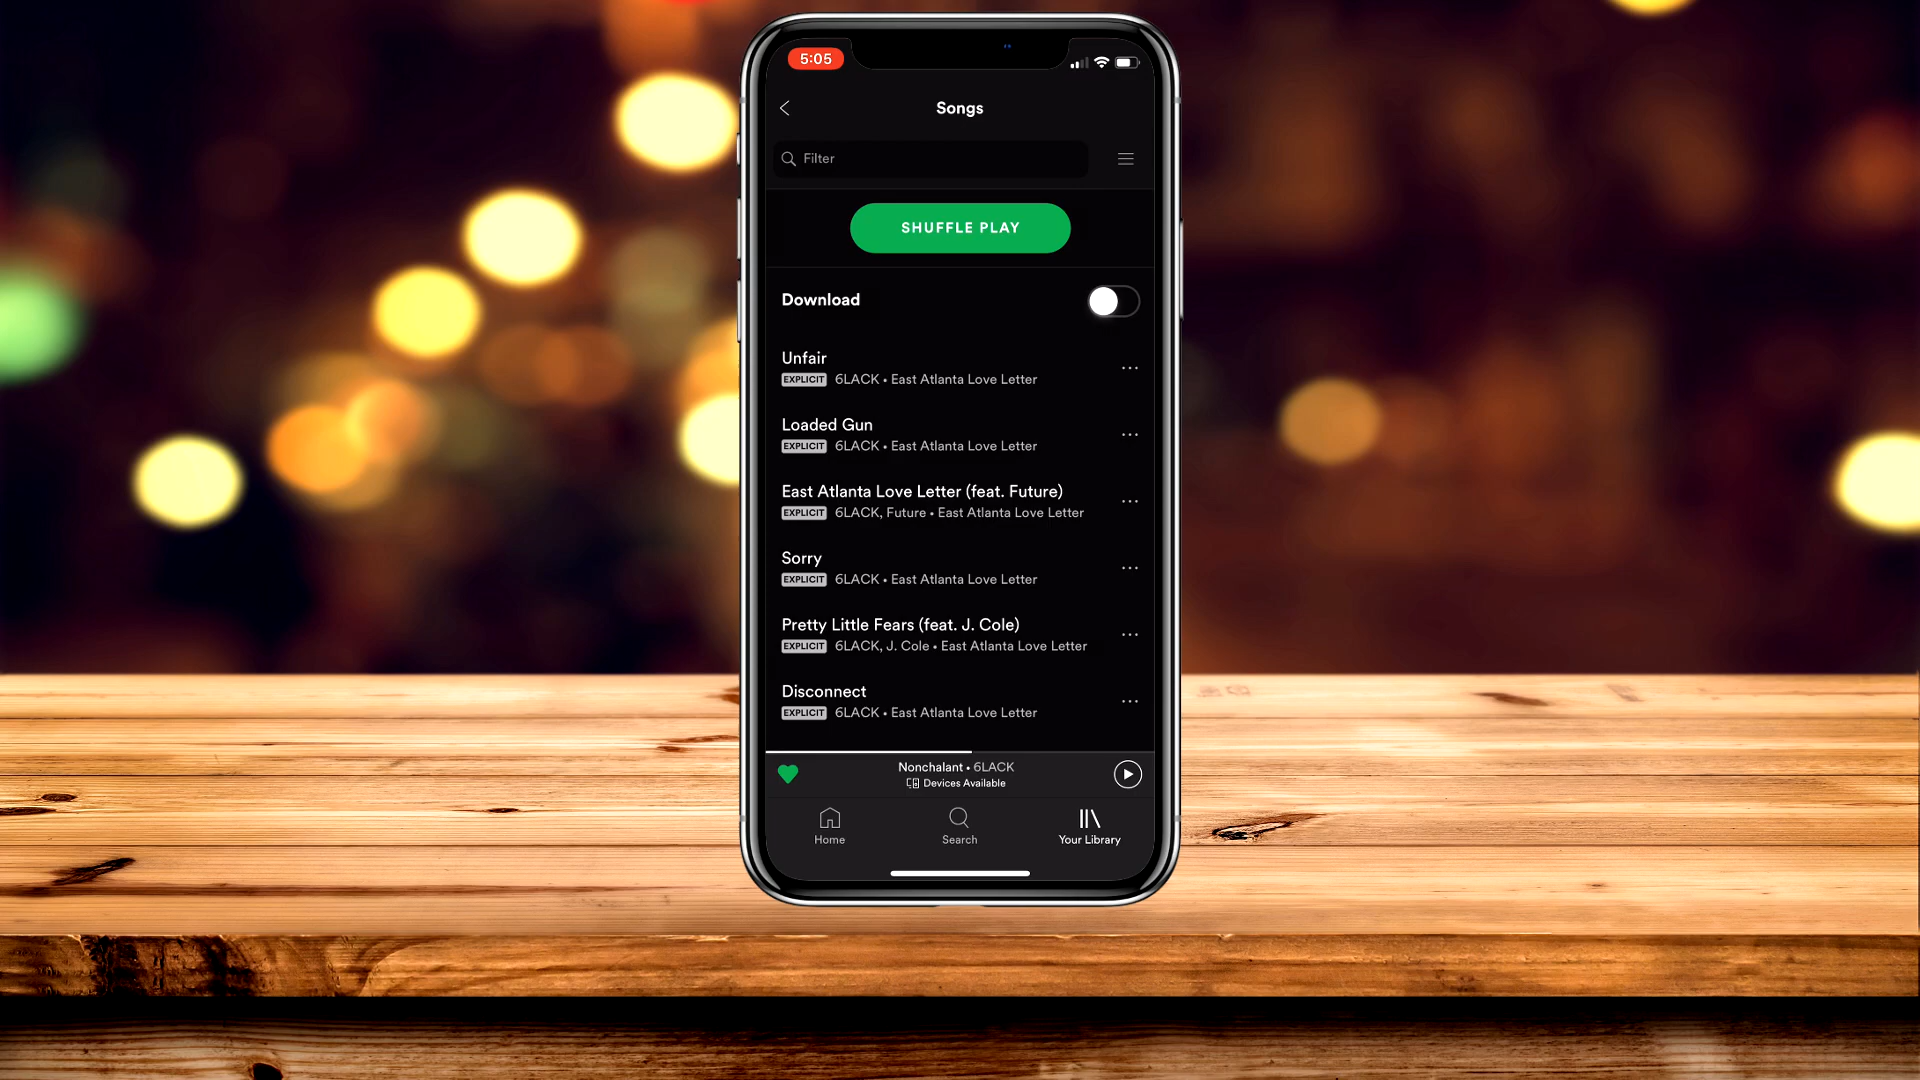 5:05
Songs
Filter
SHUFFLE PLAY
Download
Unfair
EXPLICIT 6LACK • East Atlanta Love Letter
Loaded Gun
EXPLICIT 6LACK • East Atlanta Love Letter
East Atlanta Love Letter (feat. Future)
EXPLICIT 6LACK, Future • East Atlanta Love Letter
Sorry
EXPLICIT 6LACK • East Atlanta Love Letter
Pretty Little Fears (feat. J. Cole)
EXPLICIT 6LACK, J. Cole • East Atlanta Love Letter
Disconnect
EXPLICIT 6LACK • East Atlanta Love Letter
Nonchalant • 6LACK
Devices Available
Home Search Your Library